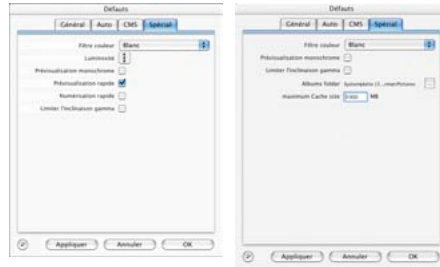 Défauts
Général Auto CMS Spécial
Filtre couleur Blanc
Luminosité
Prévisualisation monochrome
Prévisualisation rapide
Numérisation rapide
Limiter l'inclinaison gamma
Appliquer Annuler OK
Défauts
Général Auto CMS Spécial
Filtre couleur Blanc
Prévisualisation monochrome
Limiter l'inclinaison gamma
Albums folder
maximum Cache size MB
Appliquer Annuler OK